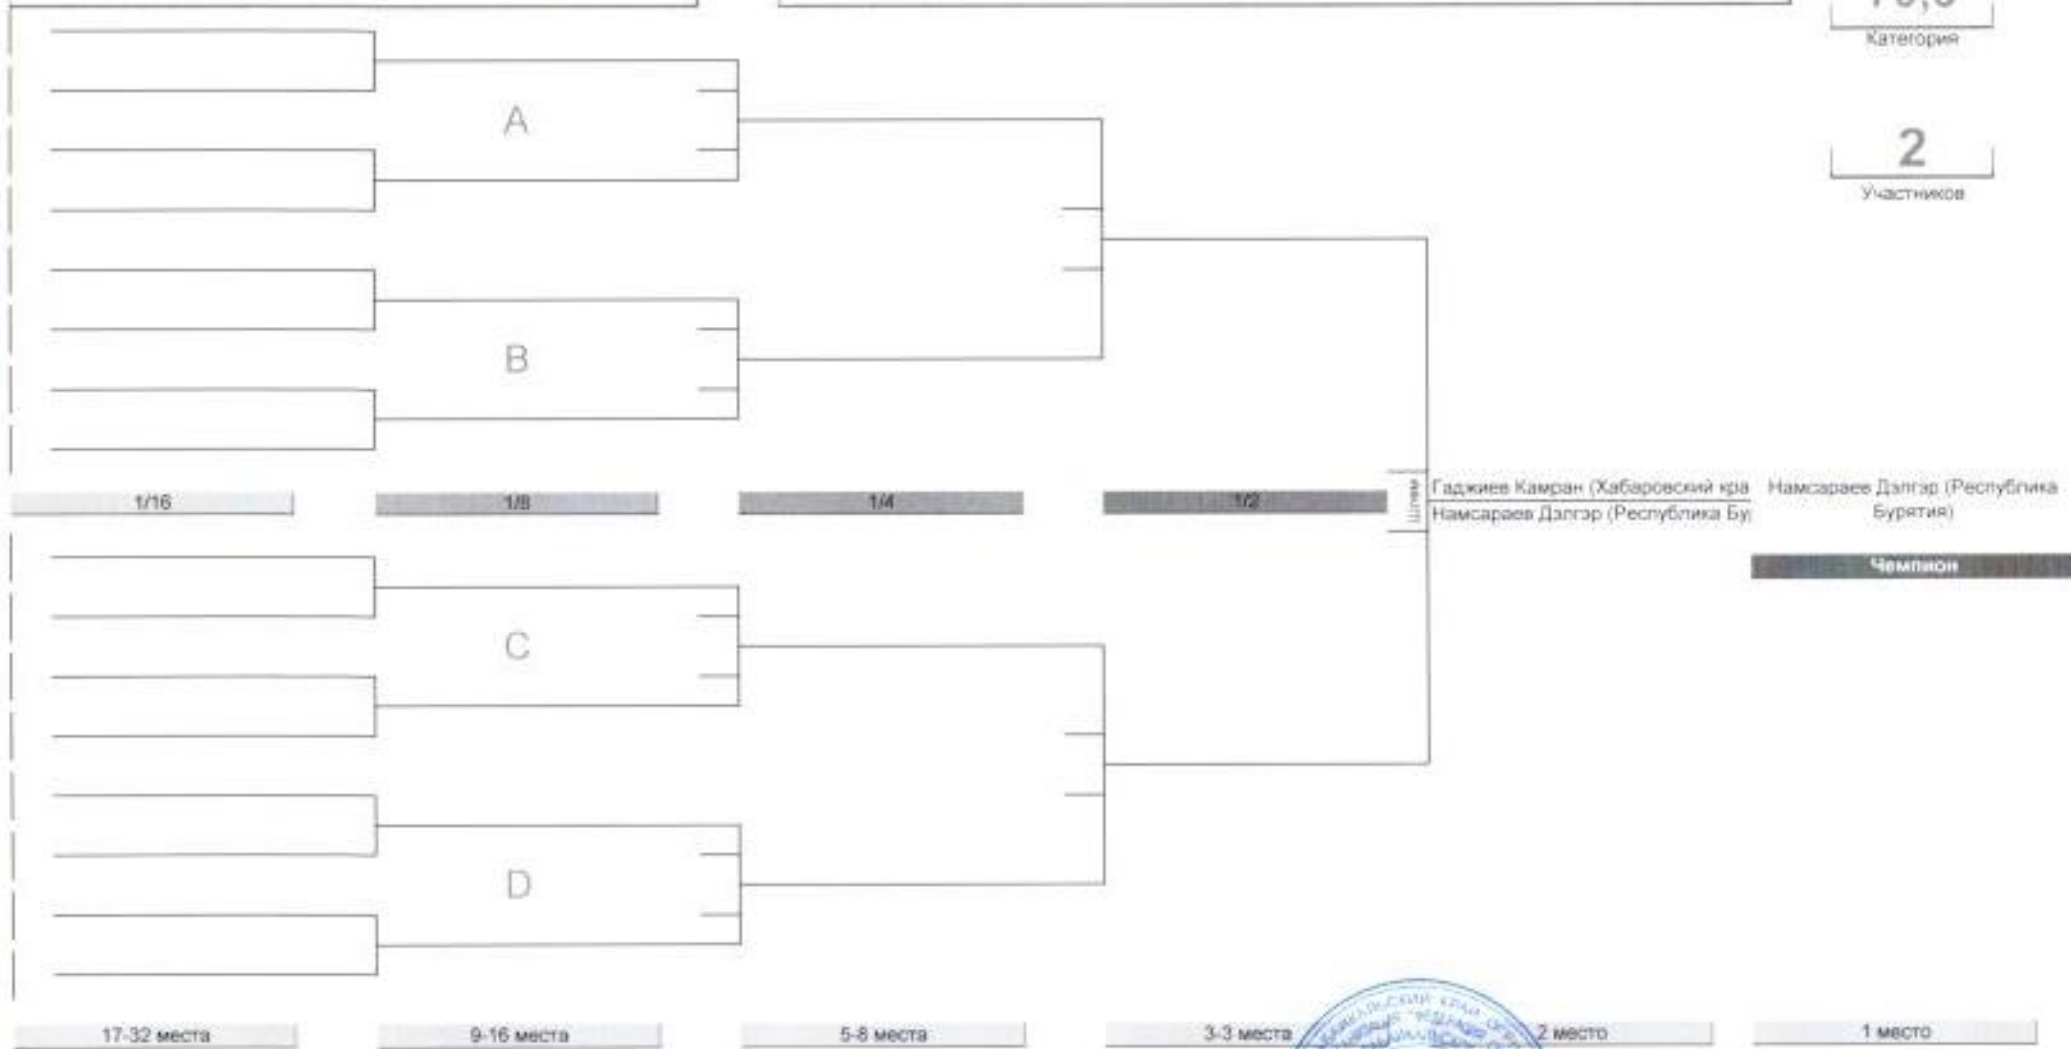 Категория
A
2
Участников
B
1/16
1/8
1/4
1/2
Шлем
Гаджиев Камран (Хабаровский кра
Намсараев Дэлгэр (Республика Бу
Намсараев Дэлгэр (Республика
Бурятия)
Чемпион
C
D
17-32 места
9-16 места
5-8 места
3-3 места
2 место
1 место